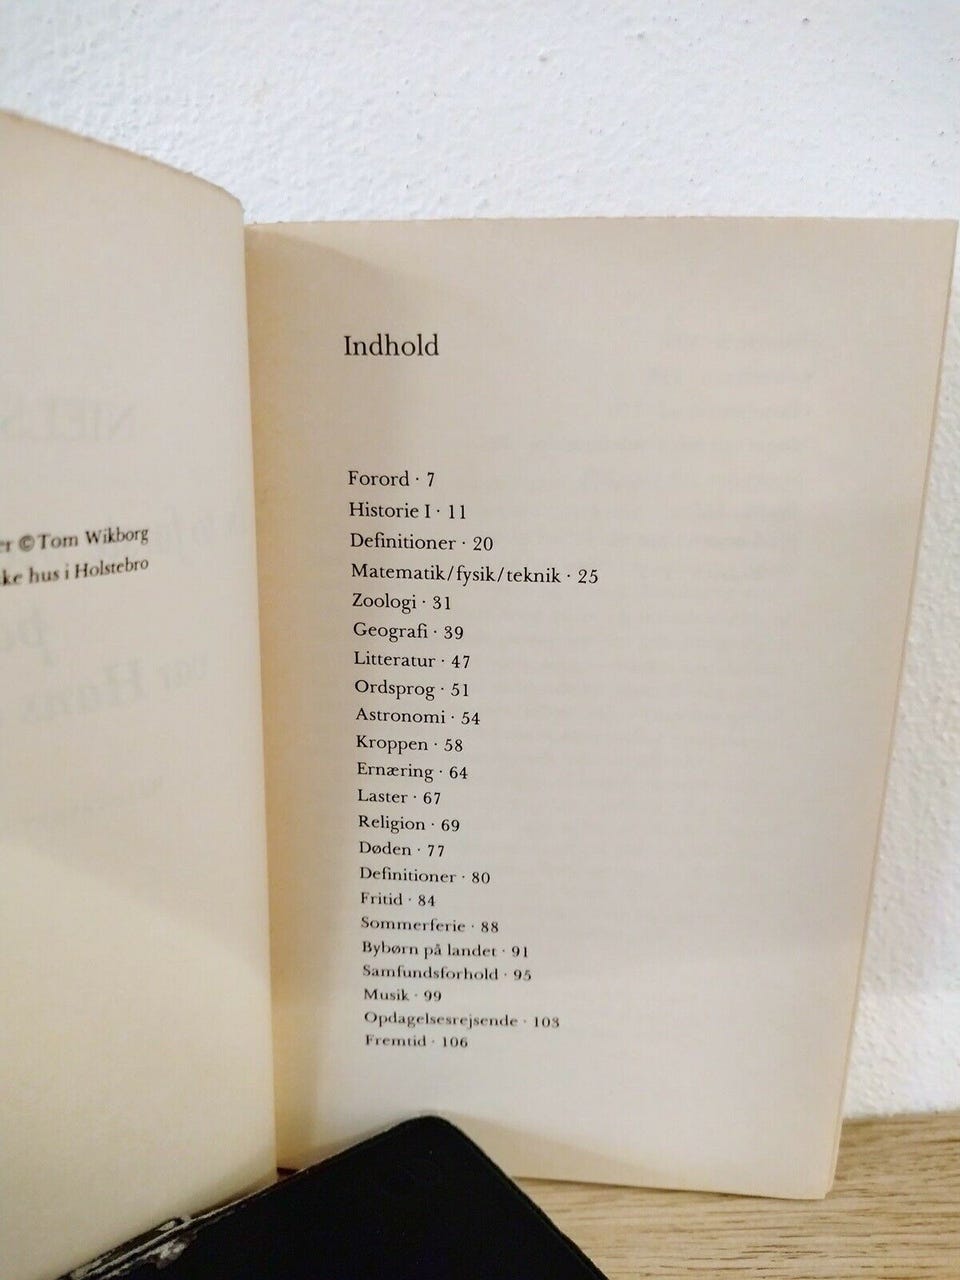 er © Tom Wikborg
ke hus i Holstebro
Indhold
Forord · 7
Historie I · 11
Definitioner · 20
Matematik/fysik/teknik · 25
Zoologi · 31
Geografi · 39
Litteratur · 47
Ordsprog · 51
Astronomi · 54
Kroppen · 58
Ernæring · 64
Laster · 67
Religion · 69
Døden · 77
Definitioner · 80
Fritid · 84
Sommerferie · 88
Bybørn på landet · 91
Samfundsforhold · 95
Musik · 99
Opdagelsesrejsende · 103
Fremtid · 106